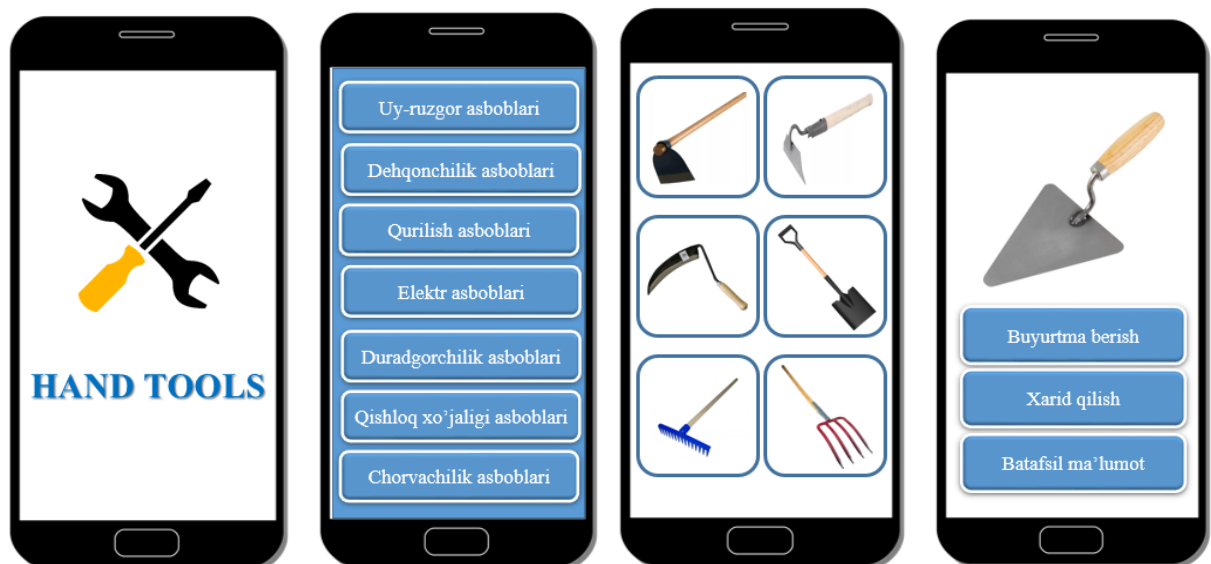 HAND TOOLS
Uy-ruzgor asboblari
Dehqonchilik asboblari
Qurilish asboblari
Elektr asboblari
Duradgorchilik asboblari
Qishloq xo’jaligi asboblari
Chorvachilik asboblari
Buyurtma berish
Xarid qilish
Batafsil ma’lumot